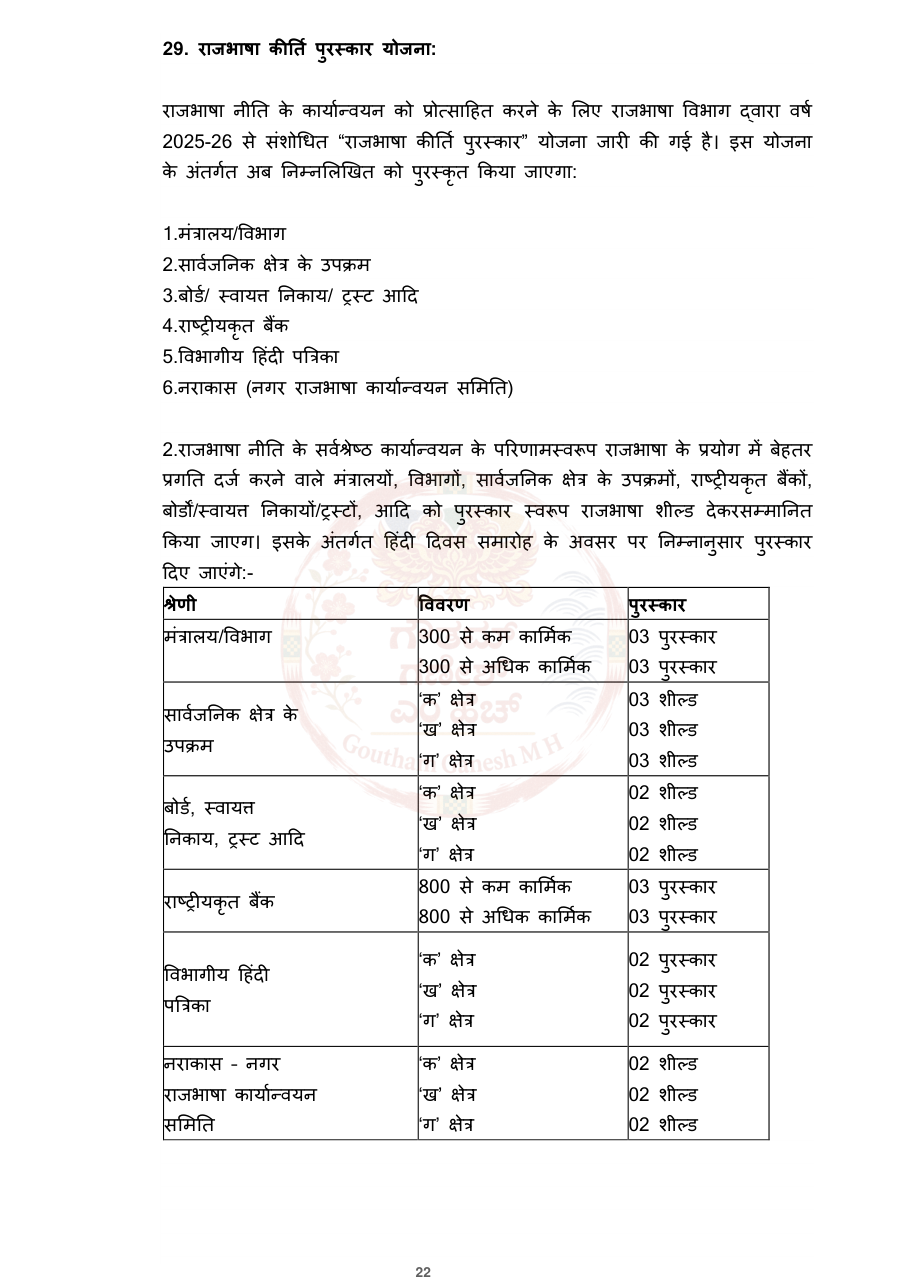 29. राजभाषा कीर्ति पुरस्कार योजना:
राजभाषा नीति के कार्यान्वयन को प्रोत्साहित करने के लिए राजभाषा विभाग द्वारा वर्ष
2025-26 से संशोधित “राजभाषा कीर्ति पुरस्कार” योजना जारी की गई है। इस योजना
के अंतर्गत अब निम्नलिखित को पुरस्कृत किया जाएगा:
1.मंत्रालय/विभाग
2.सार्वजनिक क्षेत्र के उपक्रम
3.बोर्ड/ स्वायत्त निकाय/ ट्रस्ट आदि
4.राष्ट्रीयकृत बैंक
5.विभागीय हिंदी पत्रिका
6.नराकास (नगर राजभाषा कार्यान्वयन समिति)
2.राजभाषा नीति के सर्वश्रेष्ठ कार्यान्वयन के परिणामस्वरूप राजभाषा के प्रयोग में बेहतर
प्रगति दर्ज करने वाले मंत्रालयों, विभागों, सार्वजनिक क्षेत्र के उपक्रमों, राष्ट्रीयकृत बैंकों,
बोर्डों/स्वायत्त निकायों/ट्रस्टों, आदि को पुरस्कार स्वरूप राजभाषा शील्ड देकरसम्मानित
किया जाएग। इसके अंतर्गत हिंदी दिवस समारोह के अवसर पर निम्नानुसार पुरस्कार
दिए जाएंगे:-
श्रेणी विवरण पुरस्कार
मंत्रालय/विभाग 300 से कम कार्मिक 03 पुरस्कार
300 से अधिक कार्मिक 03 पुरस्कार
सार्वजनिक क्षेत्र के
उपक्रम
‘क’ क्षेत्र 03 शील्ड
‘ख’ क्षेत्र 03 शील्ड
‘ग’ क्षेत्र 03 शील्ड
बोर्ड, स्वायत्त
निकाय, ट्रस्ट आदि
‘क’ क्षेत्र 02 शील्ड
‘ख’ क्षेत्र 02 शील्ड
‘ग’ क्षेत्र 02 शील्ड
राष्ट्रीयकृत बैंक
800 से कम कार्मिक 03 पुरस्कार
800 से अधिक कार्मिक 03 पुरस्कार
विभागीय हिंदी
पत्रिका
‘क’ क्षेत्र 02 पुरस्कार
‘ख’ क्षेत्र 02 पुरस्कार
‘ग’ क्षेत्र 02 पुरस्कार
नराकास – नगर
राजभाषा कार्यान्वयन
समिति
‘क’ क्षेत्र 02 शील्ड
‘ख’ क्षेत्र 02 शील्ड
‘ग’ क्षेत्र 02 शील्ड
ಗೌತಮ್
ಗಣೇಶ್
ಎಂ ಹೆಚ್
Goutham Ganesh M H
22